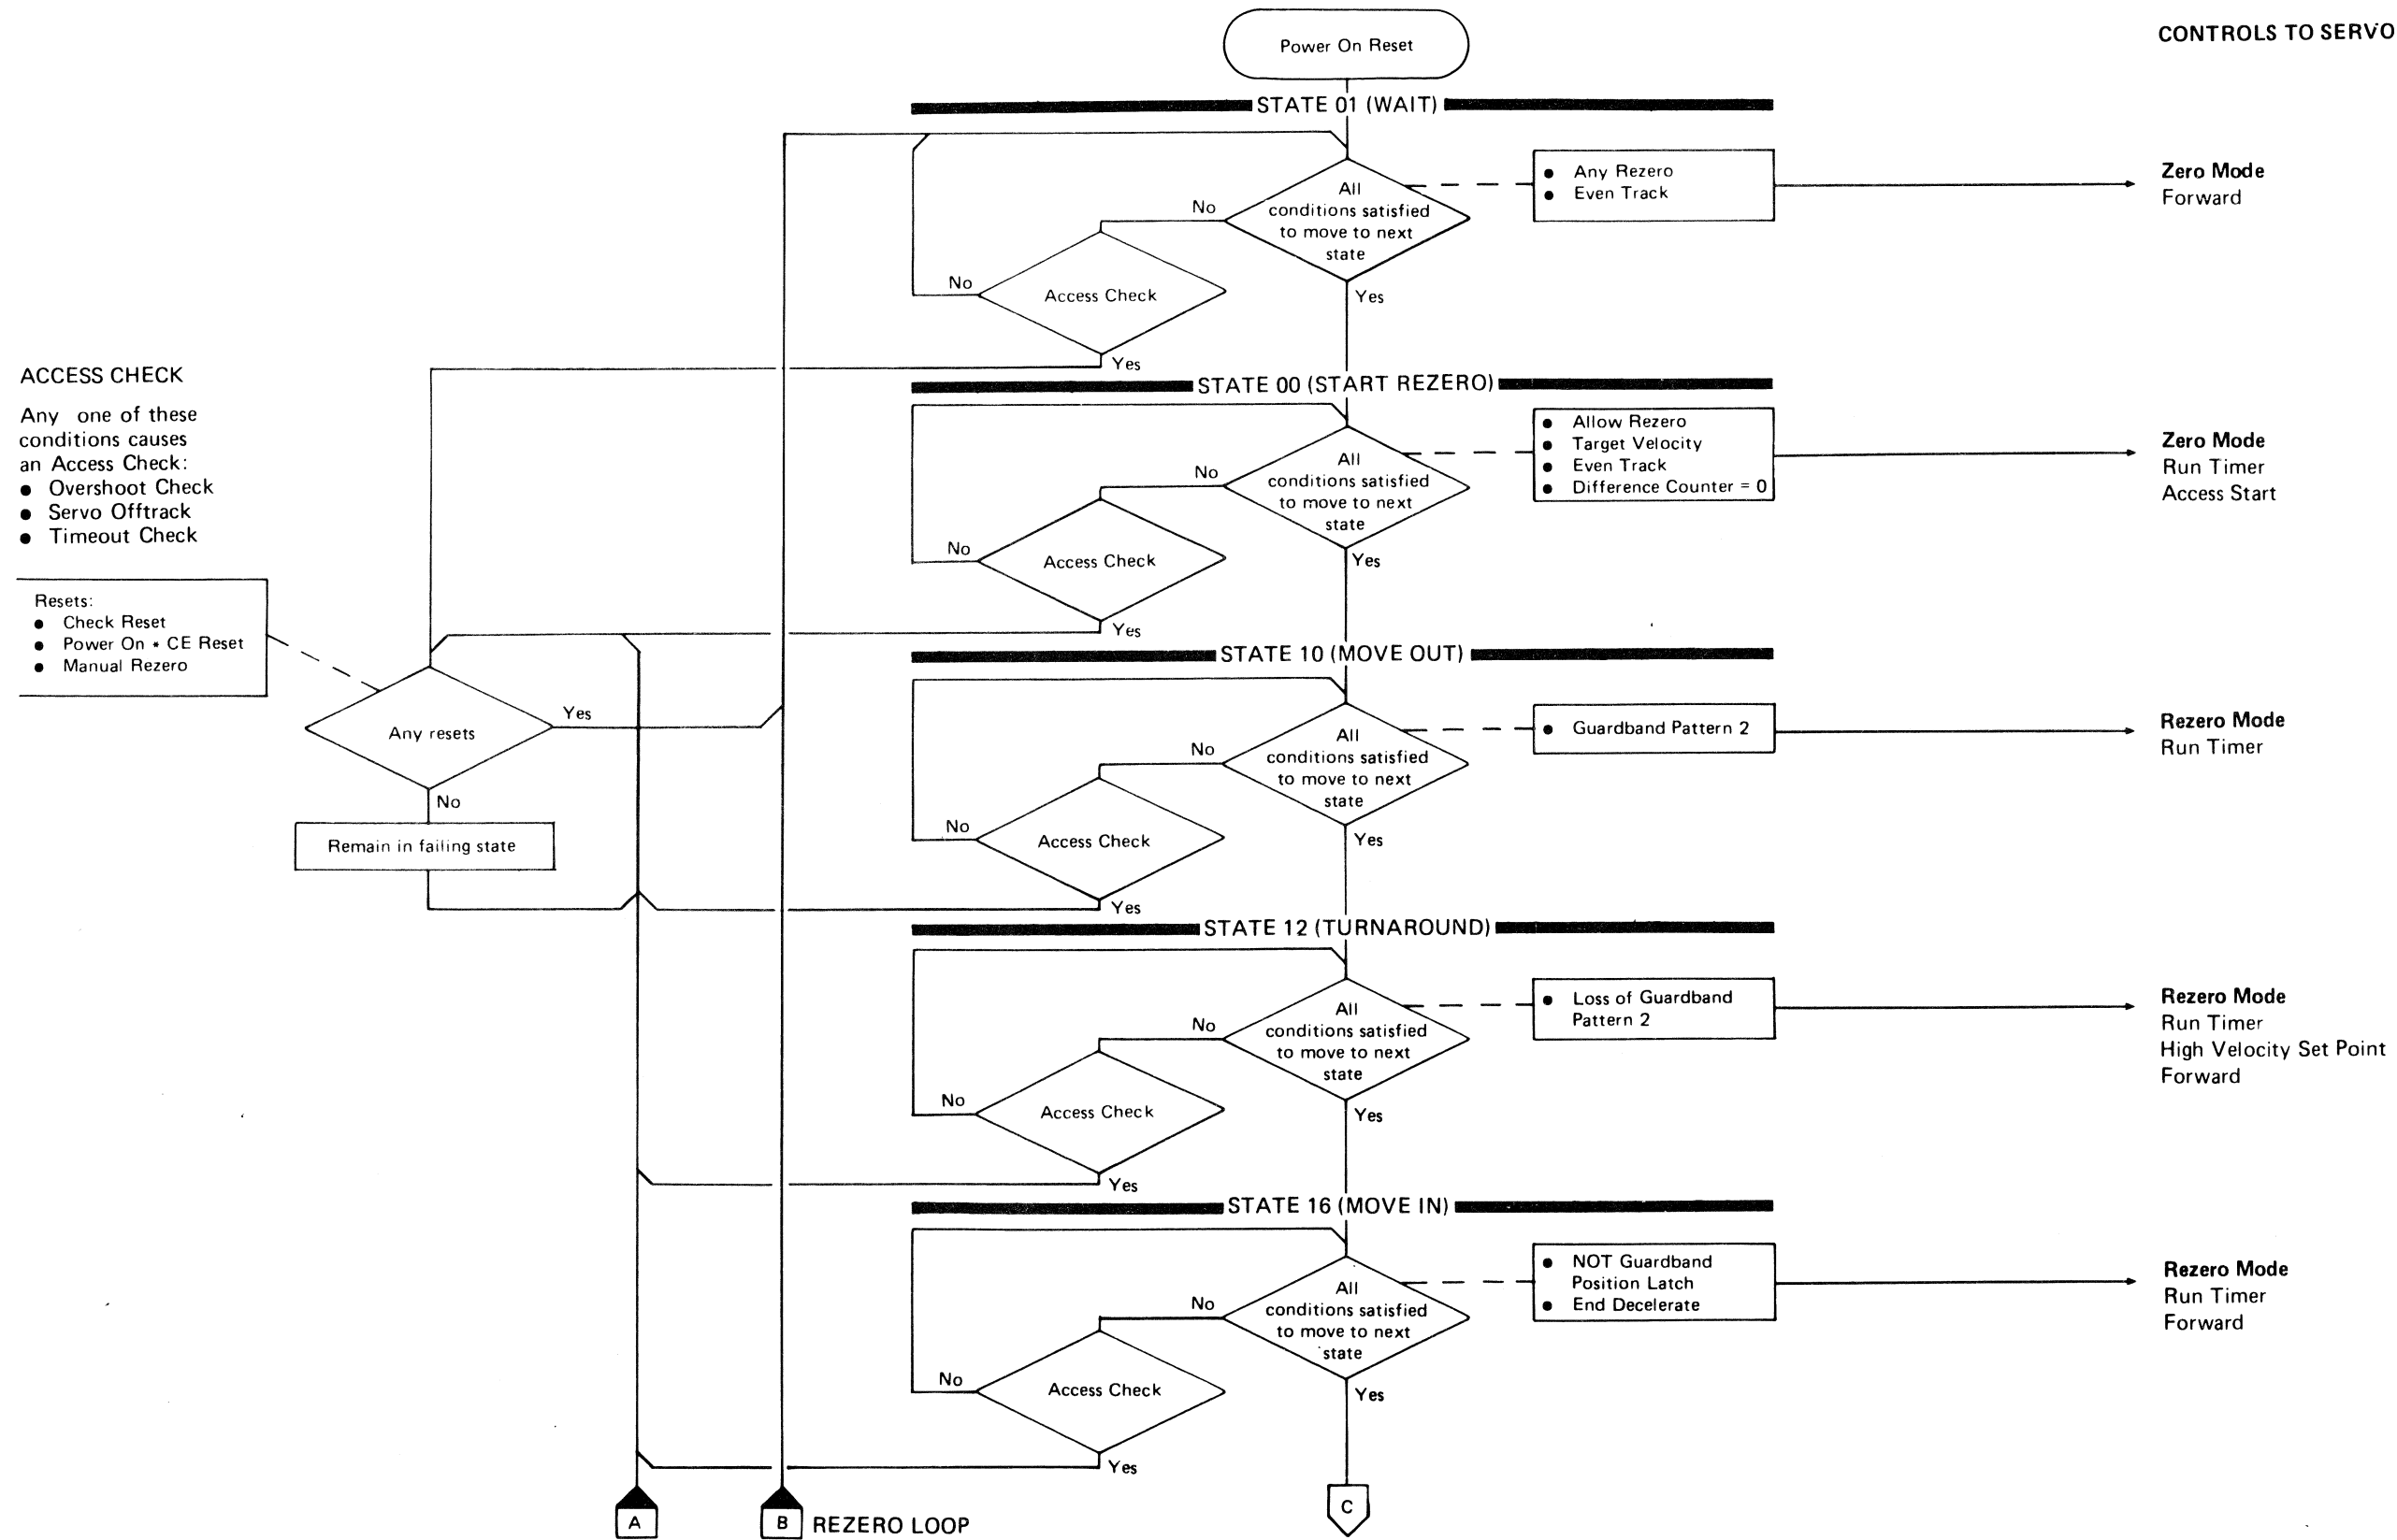 CONTROLS TO SERVO
Power On Reset
STATE 01 (WAIT)
All
conditions satisfied
to move to next
state
No
Yes
● Any Rezero
● Even Track
Zero Mode
Forward
Access Check
No
Yes
ACCESS CHECK
Any one of these
conditions causes
an Access Check:
● Overshoot Check
● Servo Offtrack
● Timeout Check
Resets:
● Check Reset
● Power On * CE Reset
● Manual Rezero
Any resets
Yes
No
Remain in failing state
STATE 00 (START REZERO)
All
conditions satisfied
to move to next
state
No
Yes
● Allow Rezero
● Target Velocity
● Even Track
● Difference Counter = 0
Zero Mode
Run Timer
Access Start
Access Check
No
Yes
STATE 10 (MOVE OUT)
All
conditions satisfied
to move to next
state
No
Yes
● Guardband Pattern 2
Rezero Mode
Run Timer
Access Check
No
Yes
STATE 12 (TURNAROUND)
All
conditions satisfied
to move to next
state
No
Yes
● Loss of Guardband
Pattern 2
Rezero Mode
Run Timer
High Velocity Set Point
Forward
Access Check
No
Yes
STATE 16 (MOVE IN)
All
conditions satisfied
to move to next
state
No
Yes
● NOT Guardband
Position Latch
● End Decelerate
Rezero Mode
Run Timer
Forward
Access Check
No
Yes
A
B REZERO LOOP
C